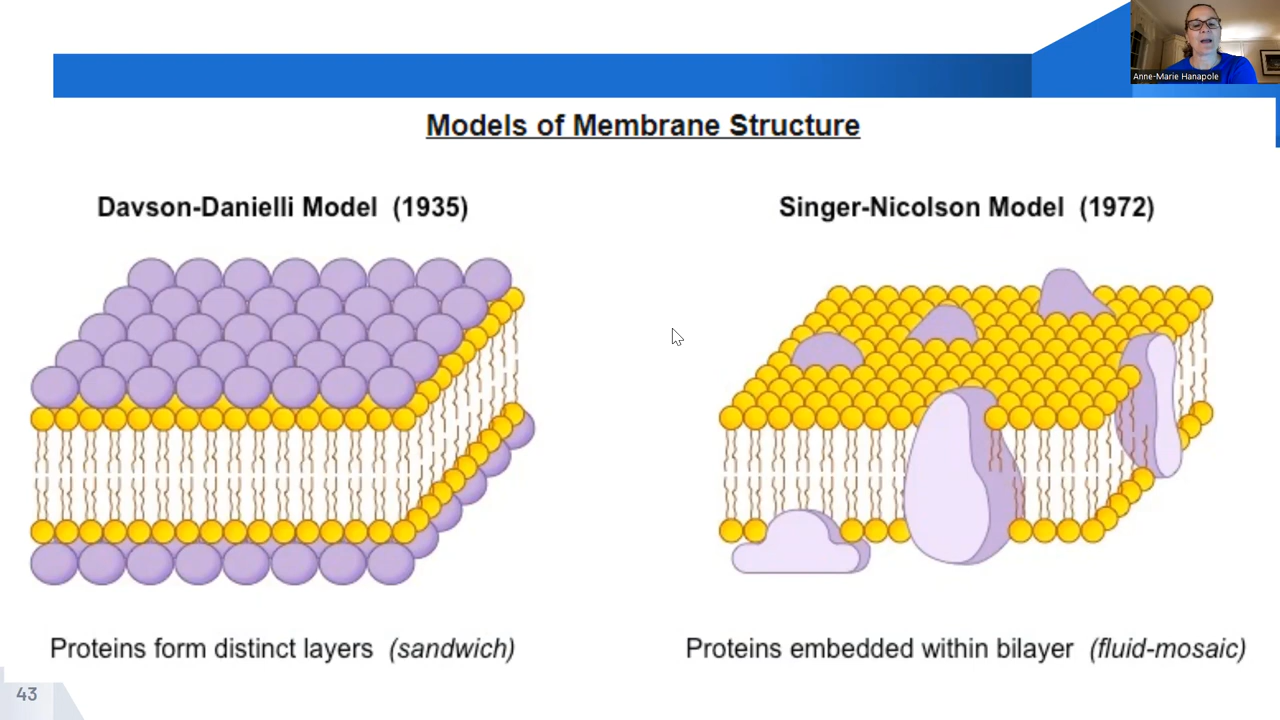 Anne-Marie Hanapole
Models of Membrane Structure
Davson-Danielli Model (1935)
Singer-Nicolson Model (1972)
Proteins form distinct layers (sandwich)
Proteins embedded within bilayer (fluid-mosaic)
43